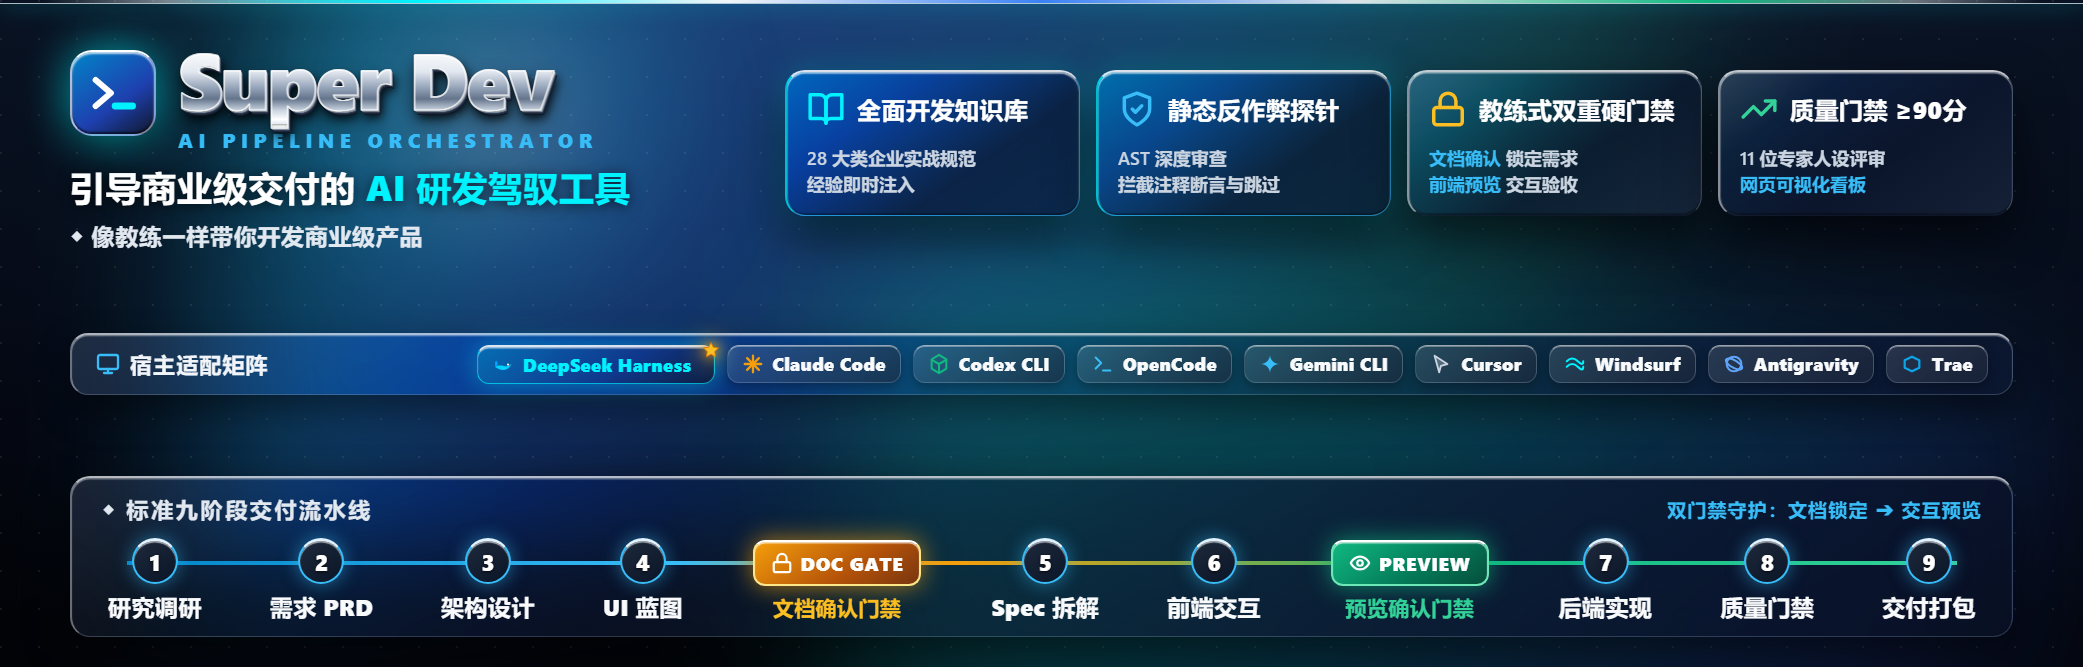 Super Dev
AI PIPELINE ORCHESTRATOR
引导商业级交付的 AI 研发驾驭工具
像教练一样带你开发商业级产品
全面开发知识库
28 大类企业实战规范
经验即时注入
静态反作弊探针
AST 深度审查
拦截注释断言与跳过
教练式双重硬门禁
文档确认 锁定需求
前端预览 交互验收
质量门禁 ≥90分
11 位专家人设评审
网页可视化看板
宿主适配矩阵
DeepSeek Harness
Claude Code
Codex CLI
OpenCode
Gemini CLI
Cursor
Windsurf
Antigravity
Trae
标准九阶段交付流水线
双门禁守护：文档锁定 ➔ 交互预览
1
研究调研
2
需求 PRD
3
架构设计
4
UI 蓝图
DOC GATE
文档确认门禁
5
Spec 拆解
6
前端交互
PREVIEW
预览确认门禁
7
后端实现
8
质量门禁
9
交付打包